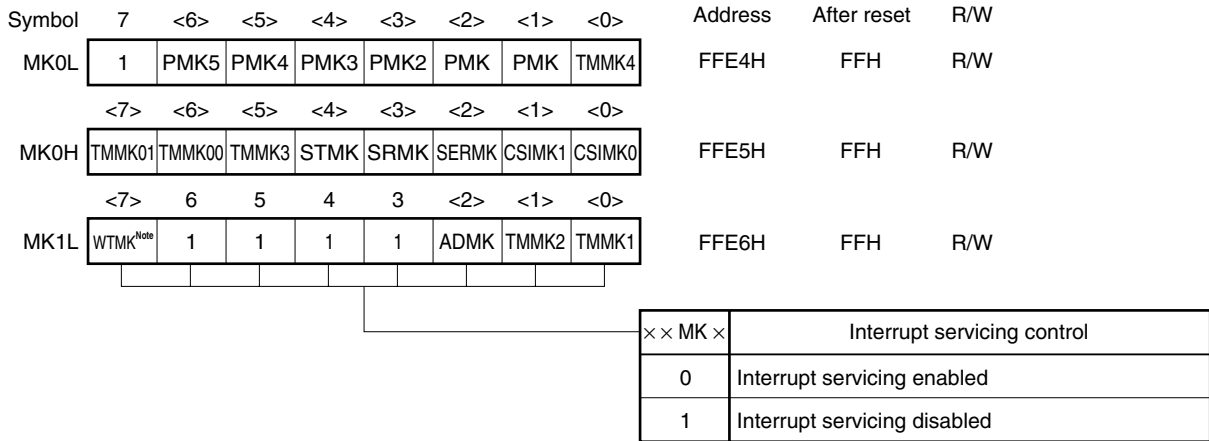 Symbol 7 <6> <5> <4> <3> <2> <1> <0> Address After reset R/W
MK0L 1 PMK5 PMK4 PMK3 PMK2 PMK PMK TMMK4 FFE4H FFH R/W
<7> <6> <5> <4> <3> <2> <1> <0>
MK0H TMMK01 TMMK00 TMMK3 STMK SRMK SERMK CSIMK1 CSIMK0 FFE5H FFH R/W
<7> 6 5 4 3 <2> <1> <0>
MK1L WTMK Note 1 1 1 1 ADMK TMMK2 TMMK1 FFE6H FFH R/W
××MK× Interrupt servicing control
0 Interrupt servicing enabled
1 Interrupt servicing disabled